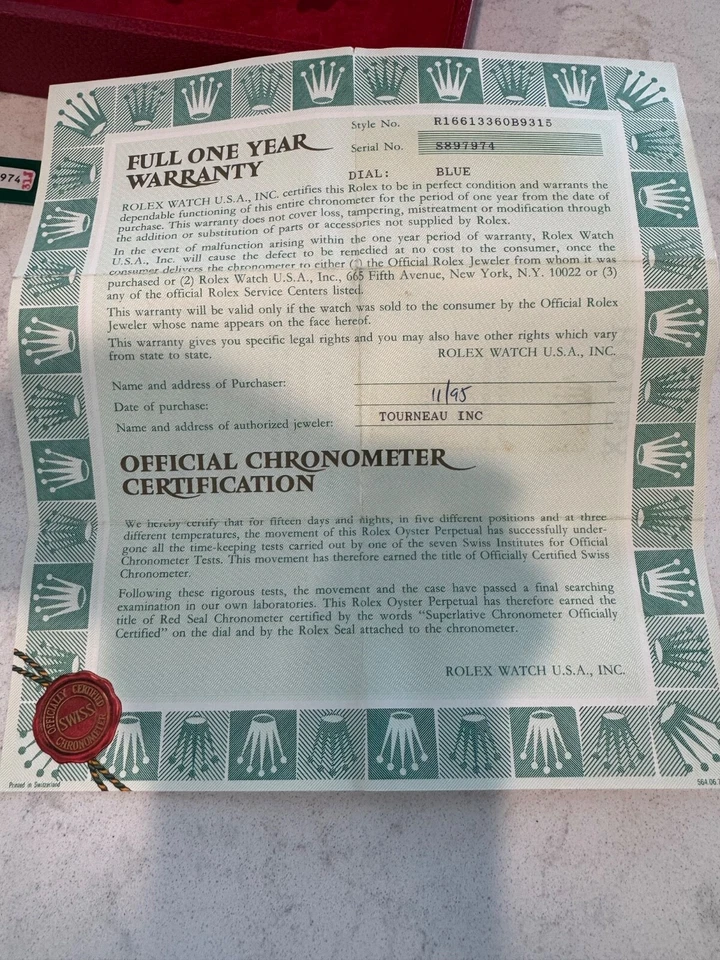 Style No. R16613360B9315
FULL ONE YEAR
WARRANTY
Serial No. S897974
DIAL: BLUE
ROLEX WATCH U.S.A., INC. certifies this Rolex to be in perfect condition and warrants the
dependable functioning of this entire chronometer for the period of one year from the date of
purchase. This warranty does not cover loss, tampering, mistreatment or modification through
the addition or substitution of parts or accessories not supplied by Rolex.
In the event of malfunction arising within the one year period of warranty, Rolex Watch
U.S.A., Inc. will cause the defect to be remedied at no cost to the consumer, once the
consumer delivers the chronometer to either (1) the Official Rolex Jeweler from whom it was
purchased or (2) Rolex Watch U.S.A., Inc., 665 Fifth Avenue, New York, N.Y. 10022 or (3)
any of the official Rolex Service Centers listed.
This warranty will be valid only if the watch was sold to the consumer by the Official Rolex
Jeweler whose name appears on the face hereof.
This warranty gives you specific legal rights and you may also have other rights which vary
from state to state.
ROLEX WATCH U.S.A., INC.
Name and address of Purchaser:
Date of purchase: 11/95
Name and address of authorized jeweler: TOURNEAU INC
OFFICIAL CHRONOMETER
CERTIFICATION
We hereby certify that for fifteen days and nights, in five different positions and at three
different temperatures, the movement of this Rolex Oyster Perpetual has successfully under-
gone all the time-keeping tests carried out by one of the seven Swiss Institutes for Official
Chronometer Tests. This movement has therefore earned the title of Officially Certified Swiss
Chronometer.
Following these rigorous tests, the movement and the case have passed a final searching
examination in our own laboratories. This Rolex Oyster Perpetual has therefore earned the
title of Red Seal Chronometer certified by the words "Superlative Chronometer Officially
Certified" on the dial and by the Rolex Seal attached to the chronometer.
ROLEX WATCH U.S.A., INC.
OFFICIALLY CERTIFIED
SWISS
CHRONOMETER
Printed in Switzerland
564.06.
974